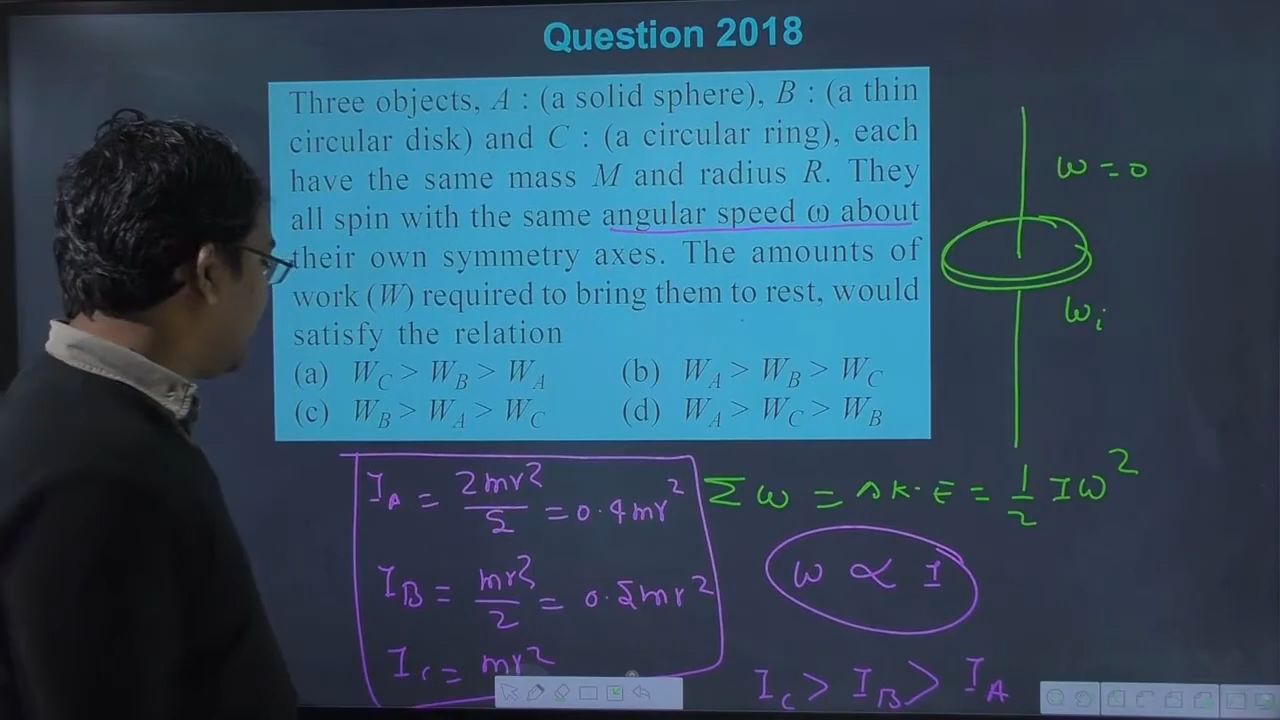 Question 2018
Three objects, A : (a solid sphere), B : (a thin
circular disk) and C : (a circular ring), each
have the same mass M and radius R. They
all spin with the same angular speed ω about
their own symmetry axes. The amounts of
work (W) required to bring them to rest, would
satisfy the relation
(a) W_C > W_B > W_A (b) W_A > W_B > W_C
(c) W_B > W_A > W_C (d) W_A > W_C > W_B
ω = 0
ω_i
I_A = 2mr²/5 = 0.4mr²
I_B = mr²/2 = 0.5mr²
I_C = mr²
Σω = ΔK.E = 1/2 Iω²
ω ∝ I
I_C > I_B > I_A